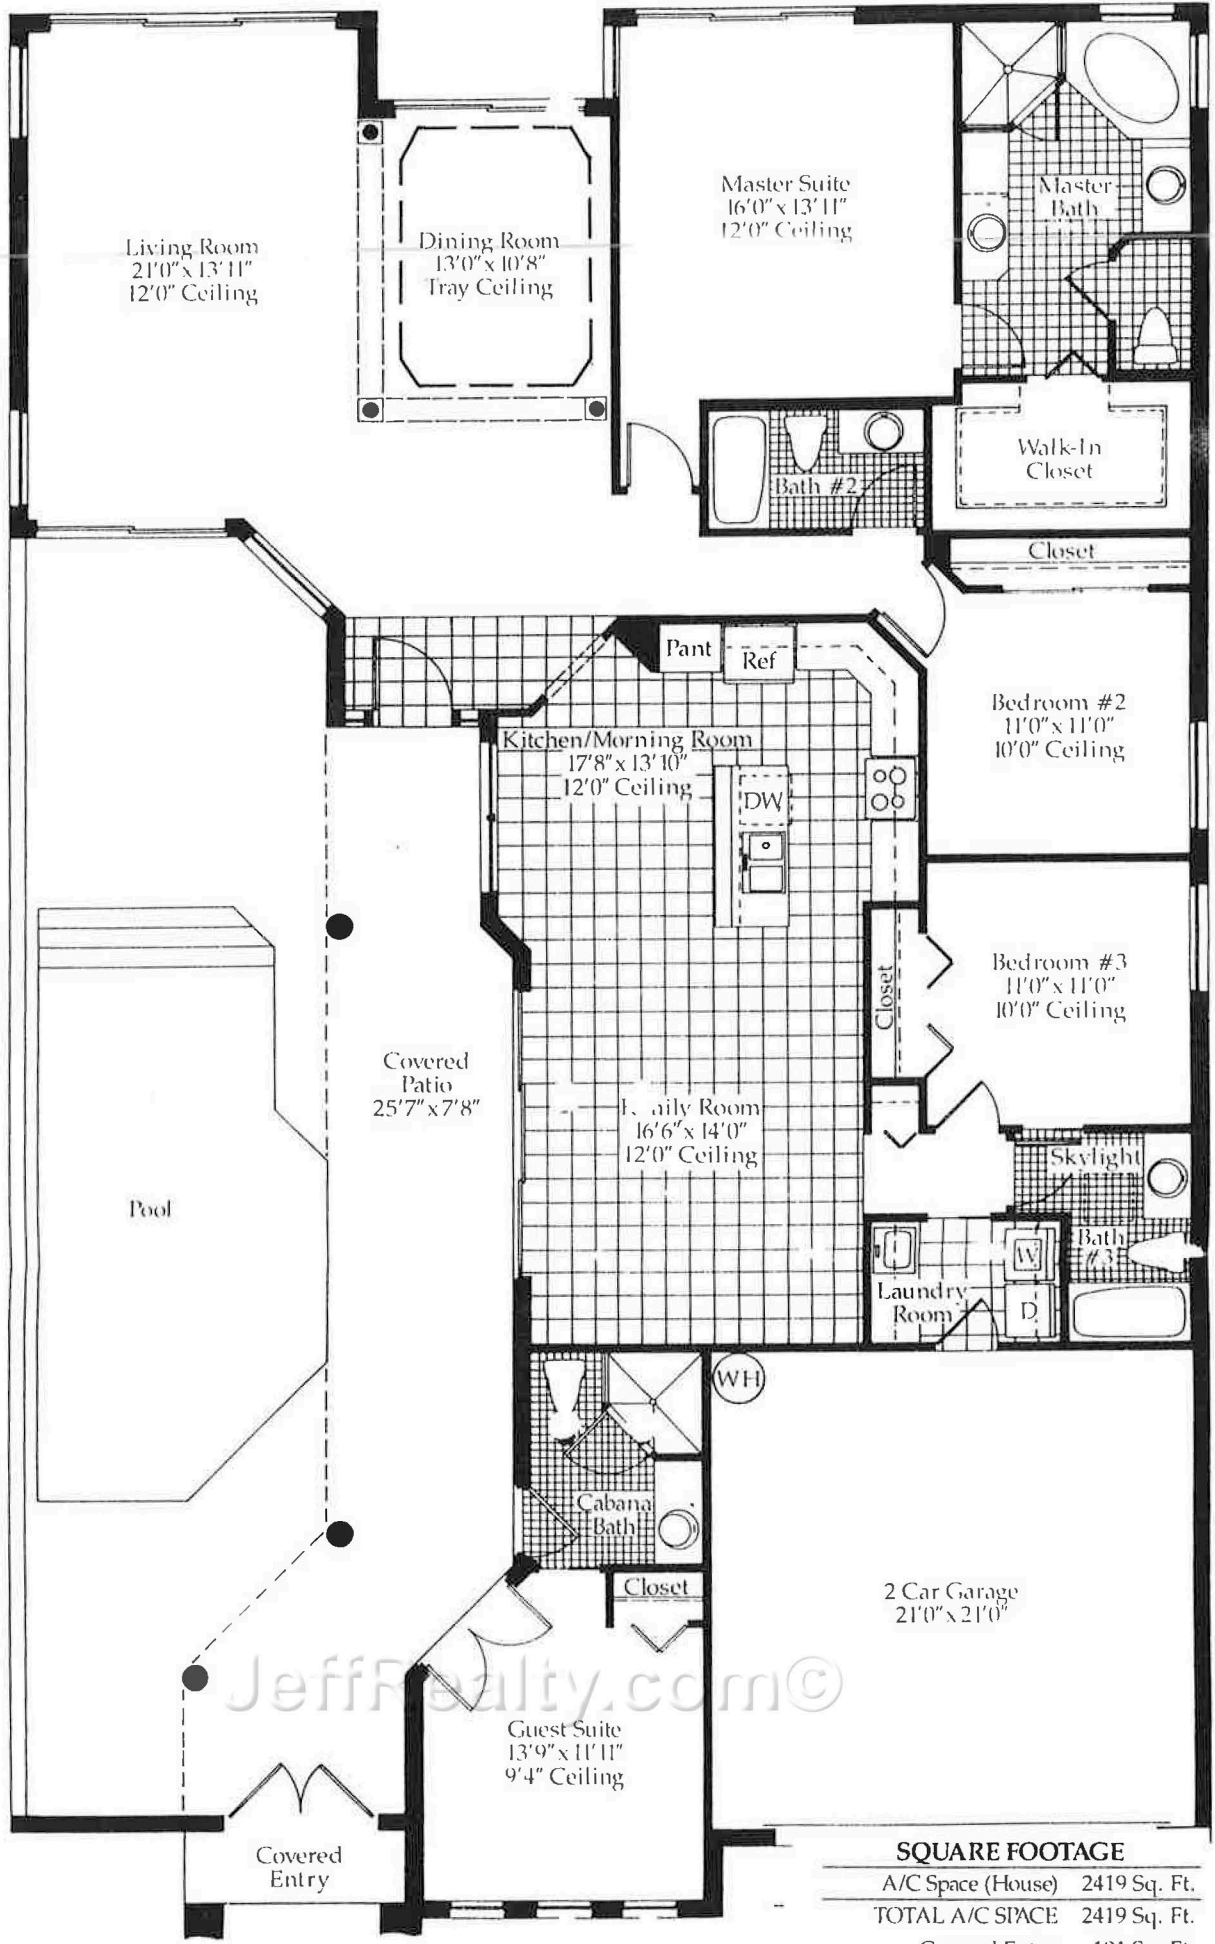 Living Room
21'0" x 13'11"
12'0" Ceiling
Dining Room
13'0" x 10'8"
Tray Ceiling
Master Suite
16'0" x 13'11"
12'0" Ceiling
Master
Bath
Walk-In
Closet
Bath #2
Closet
Pant
Ref
Bedroom #2
11'0" x 11'0"
10'0" Ceiling
Kitchen/Morning Room
17'8" x 13'10"
12'0" Ceiling
DW
Bedroom #3
11'0" x 11'0"
10'0" Ceiling
Closet
Covered
Patio
25'7" x 7'8"
Room
16'6" x 14'0"
12'0" Ceiling
Pool
Skylight
Bath
#3
Laundry
Room
W
D
WH
Cabana
Bath
Closet
2 Car Garage
21'0" x 21'0"
JeffRealty.com©
Guest Suite
13'9" x 11'11"
9'4" Ceiling
Covered
Entry
SQUARE FOOTAGE
A/C Space (House) 2419 Sq. Ft.
TOTAL A/C SPACE 2419 Sq. Ft.